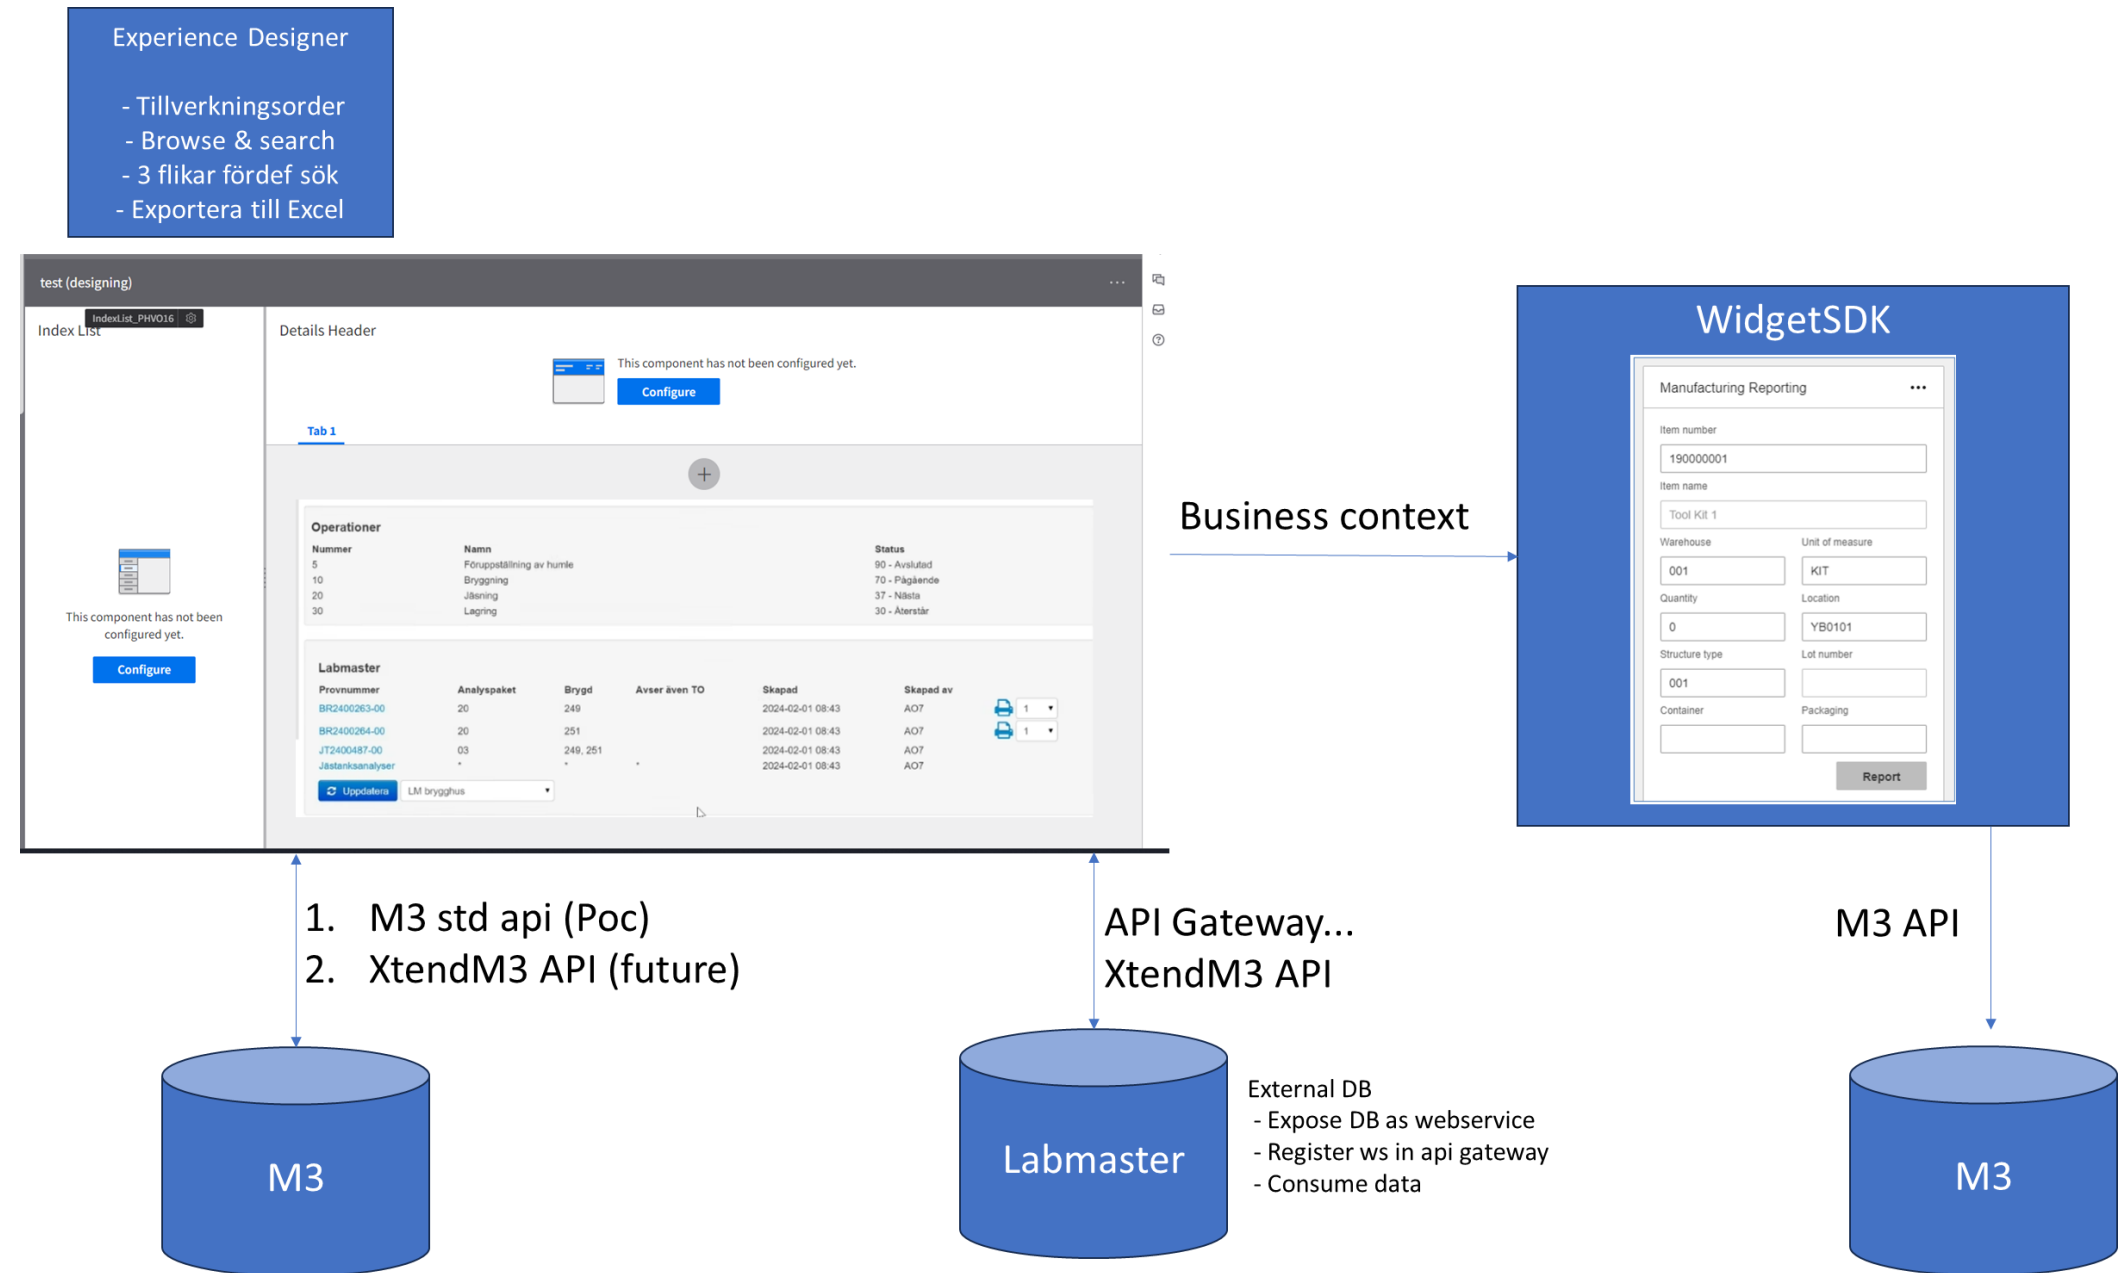 Experience Designer
- Tillverkningsorder
- Browse & search
- 3 flikar fördef sök
- Exportera till Excel
test (designing)
...
Index List
IndexList_PHVO16
Details Header
This component has not been configured yet.
Configure
Tab 1
+
This component has not been
configured yet.
Configure
Operationer
Nummer Namn Status
5 Föruppställning av humle 90 - Avslutad
10 Bryggning 70 - Pågående
20 Jäsning 37 - Nästa
30 Lagring 30 - Återstår
Labmaster
Provnummer Analyspaket Brygd Avser även TO Skapad Skapad av
BR2400263-00 20 249 2024-02-01 08:43 AO7 1
BR2400264-00 20 251 2024-02-01 08:43 AO7 1
JT2400487-00 03 249, 251 2024-02-01 08:43 AO7
Jästanksanalyser * * * 2024-02-01 08:43 AO7
Uppdatera LM brygghus
Business context
WidgetSDK
Manufacturing Reporting ...
Item number
190000001
Item name
Tool Kit 1
Warehouse Unit of measure
001 KIT
Quantity Location
0 YB0101
Structure type Lot number
001
Container Packaging
Report
1. M3 std api (Poc)
2. XtendM3 API (future)
API Gateway...
XtendM3 API
M3 API
M3
Labmaster
External DB
- Expose DB as webservice
- Register ws in api gateway
- Consume data
M3